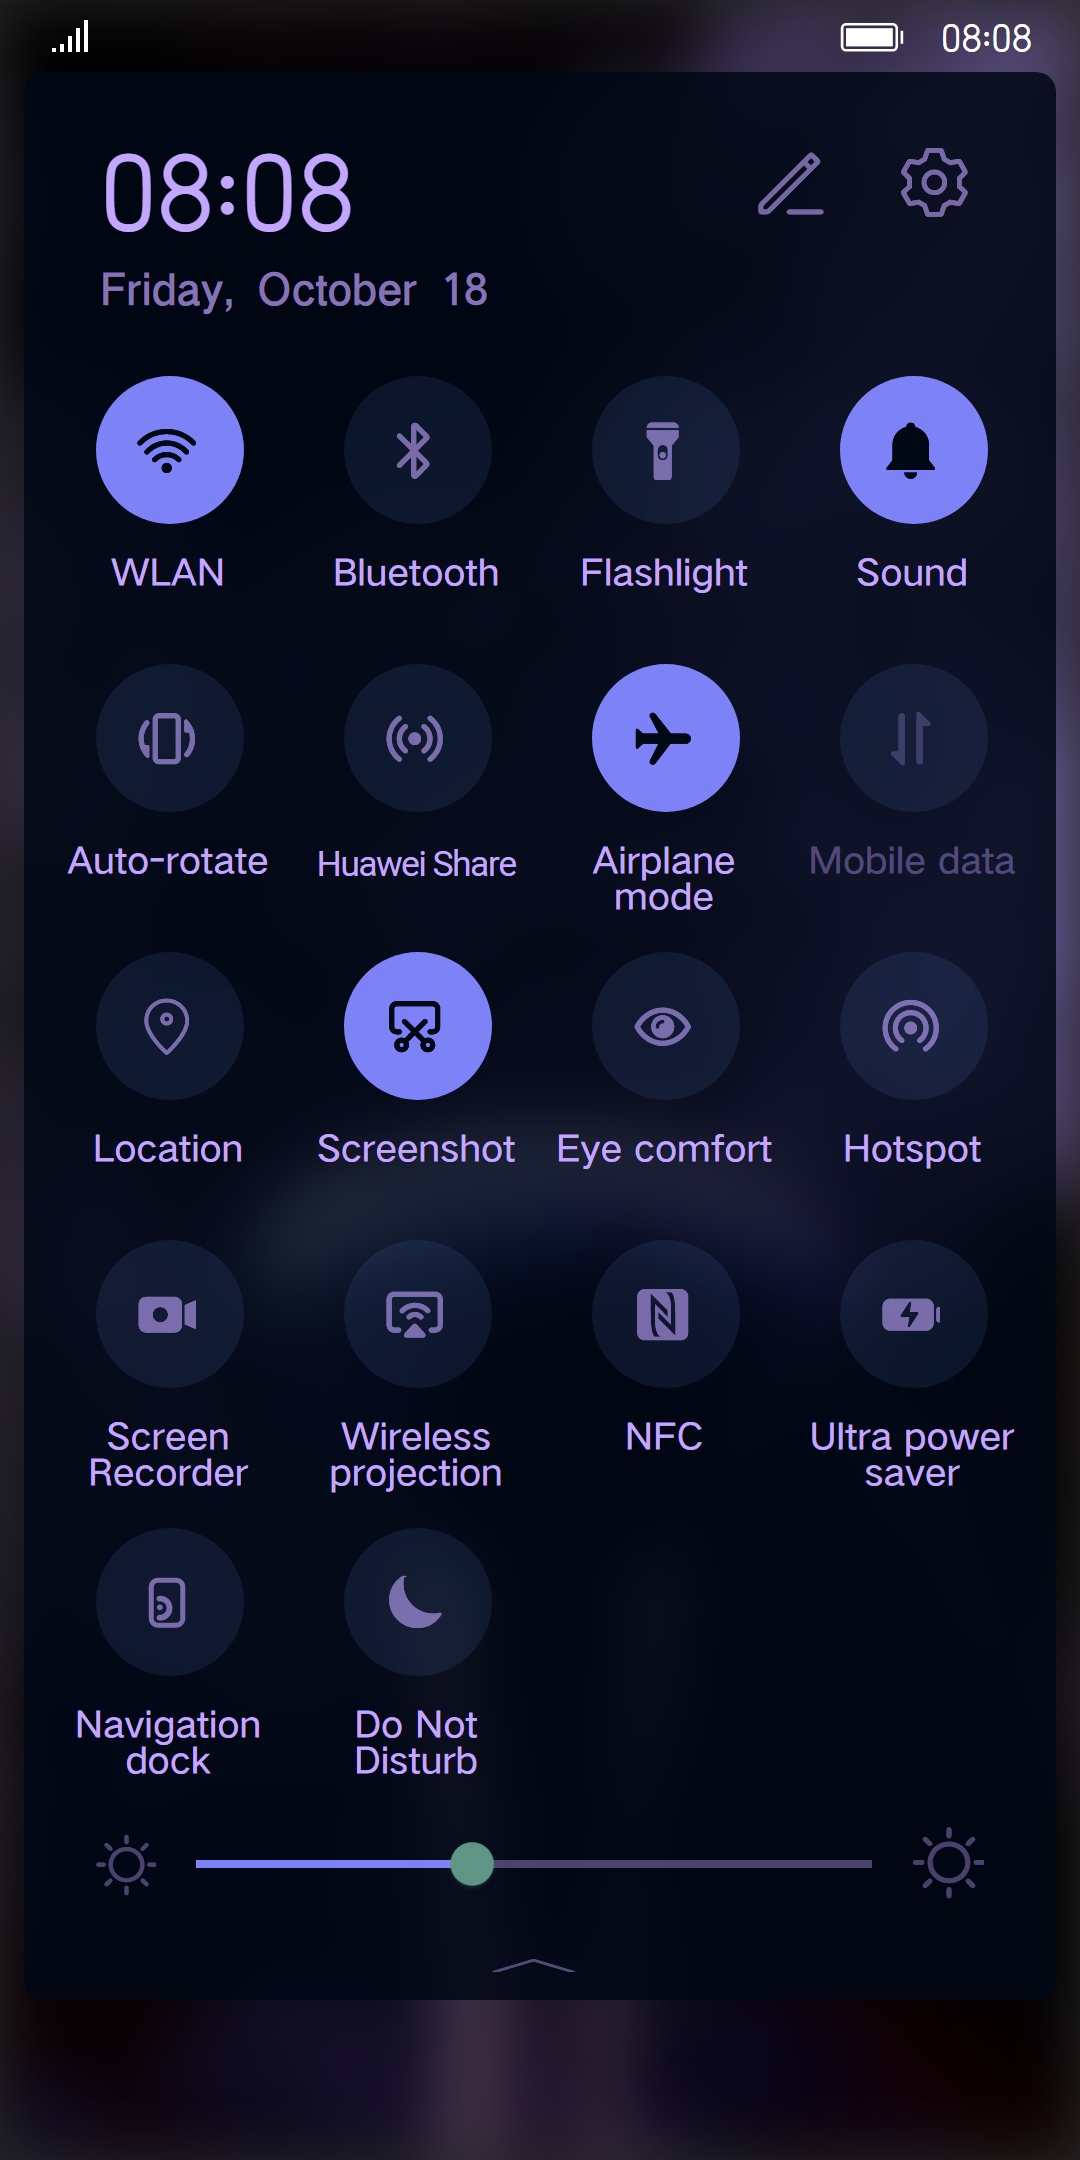 08:08
08:08
Friday, October 18
WLAN
Bluetooth
Flashlight
Sound
Auto-rotate
Huawei Share
Airplane
mode
Mobile data
Location
Screenshot
Eye comfort
Hotspot
Screen
Recorder
Wireless
projection
NFC
Ultra power
saver
Navigation
dock
Do Not
Disturb